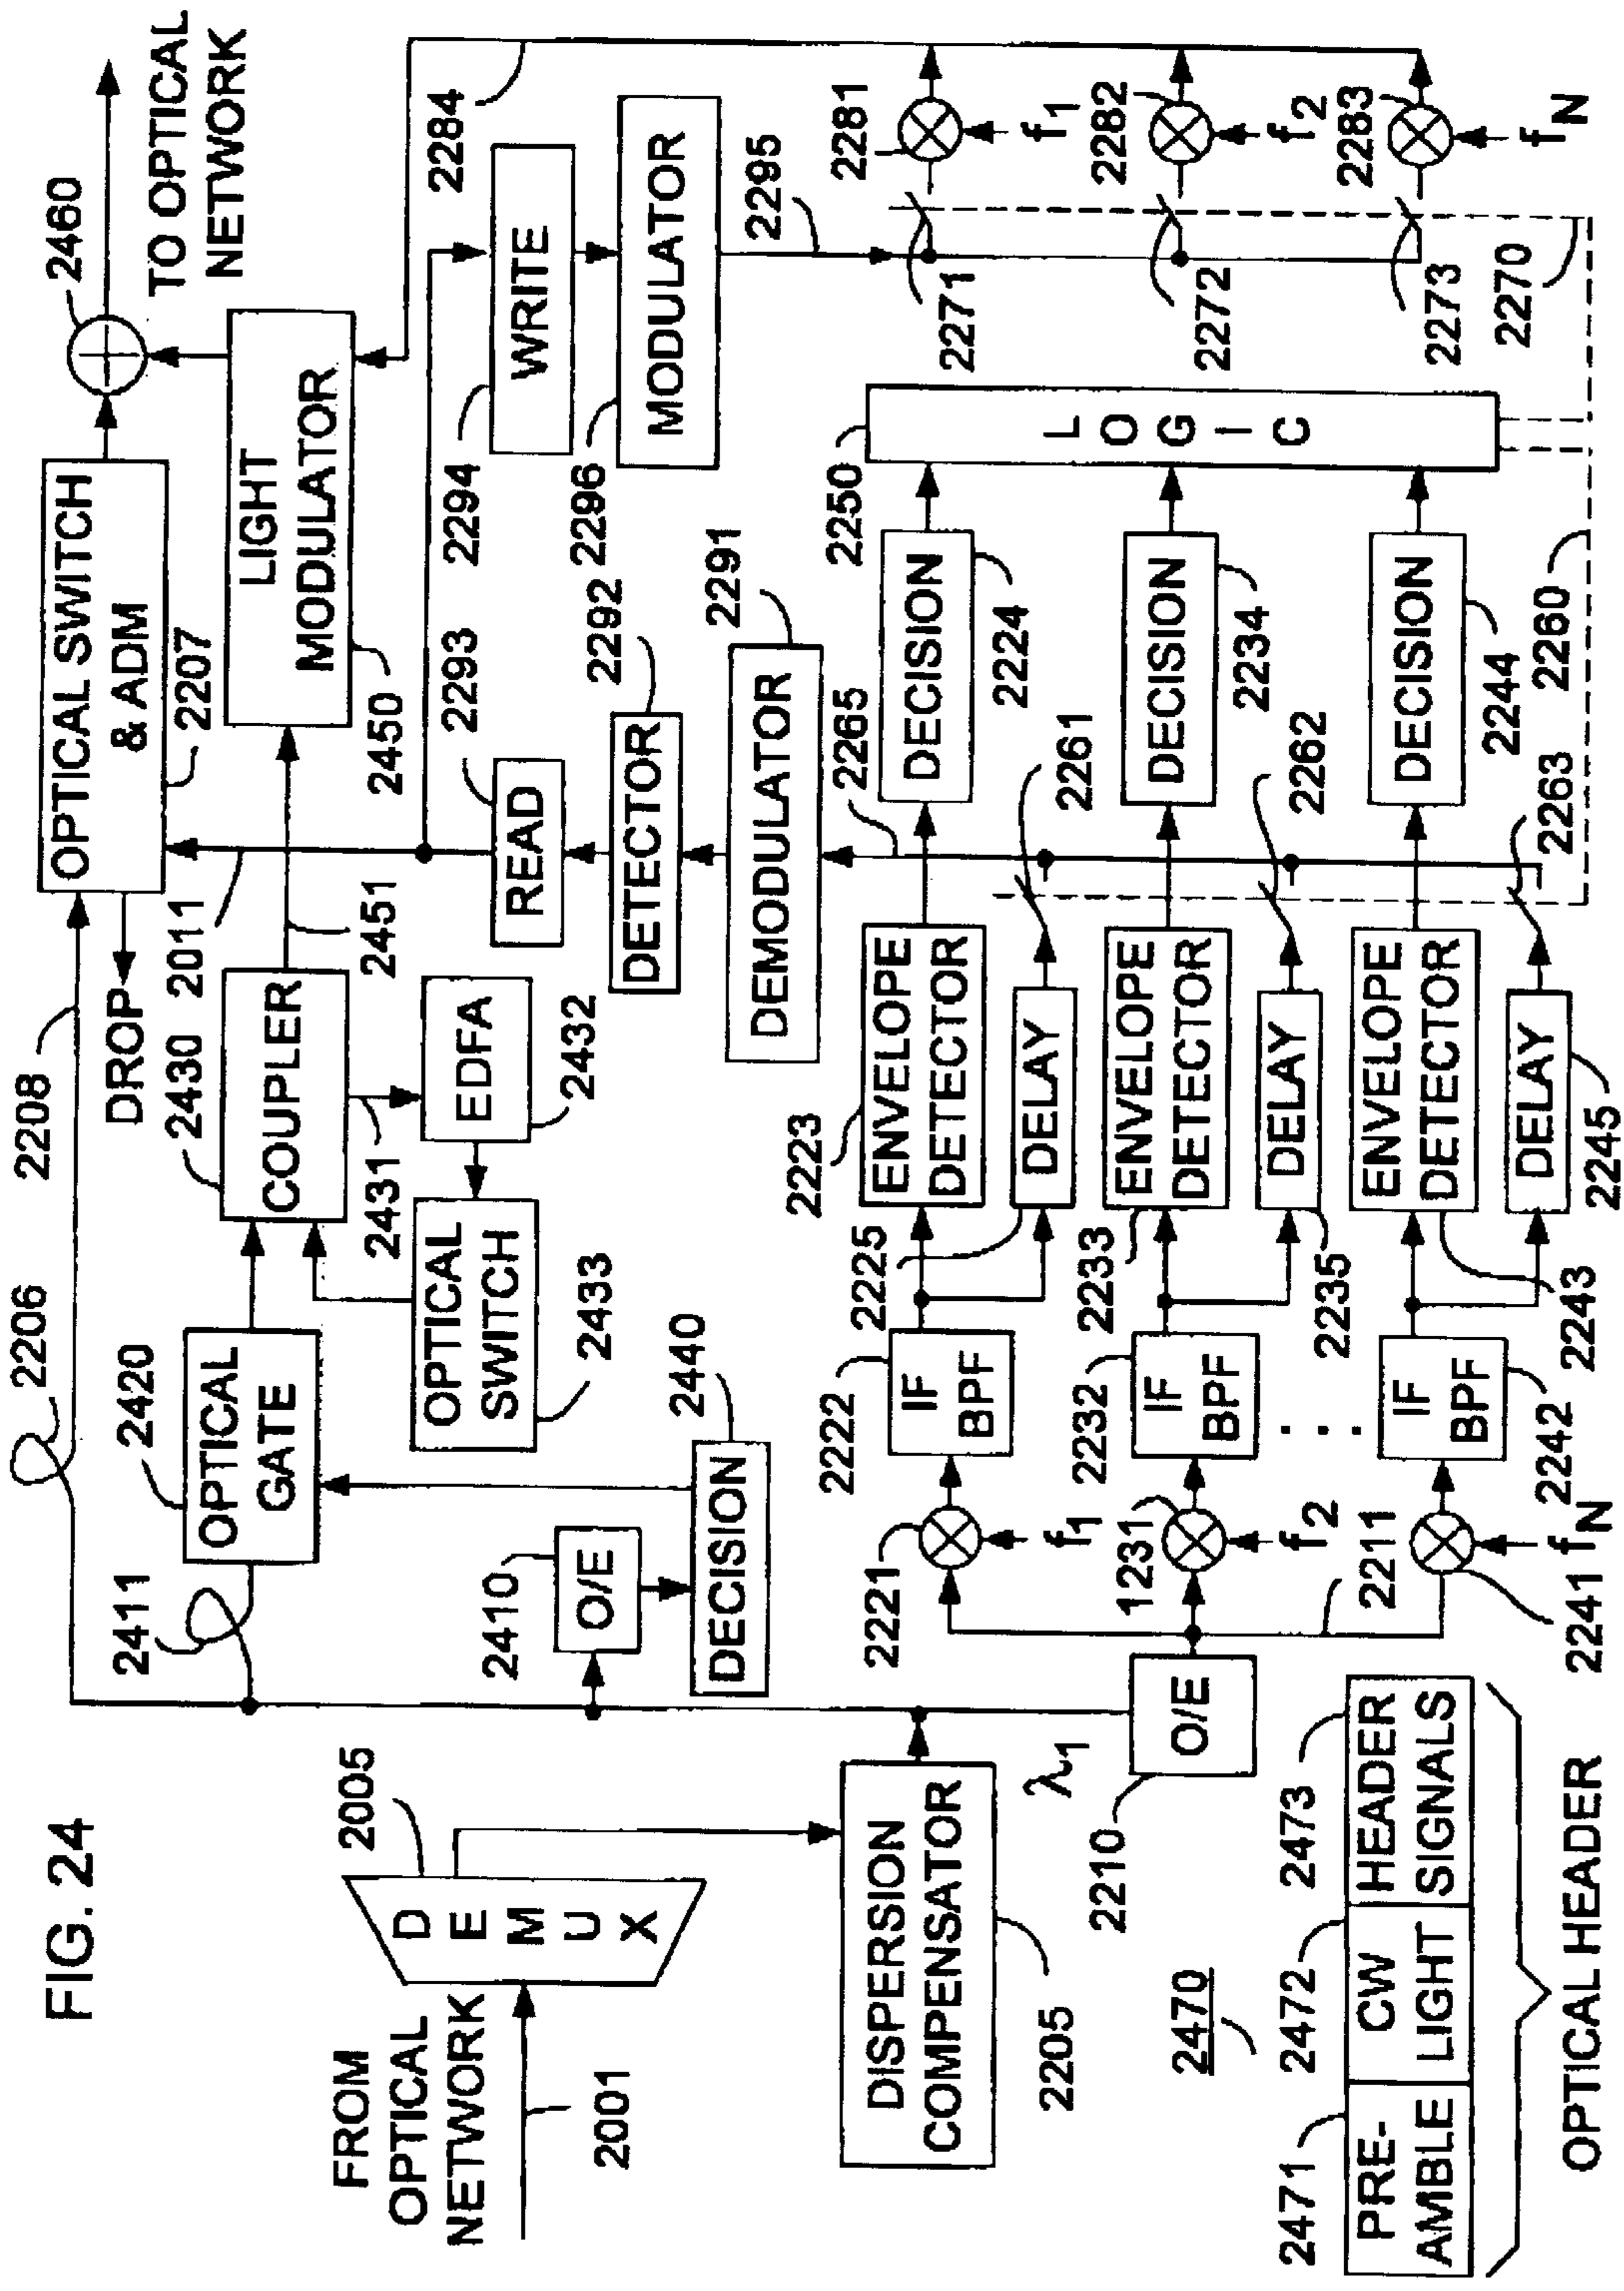 FIG. 24
FROM
OPTICAL
NETWORK
2001
DEMUX
2005
DISPERSION
COMPENSATOR
2205
λ1
2206
2208
2411
OPTICAL
GATE
2420
2410
O/E
DECISION
2440
COUPLER
2430
2431
EDFA
2432
OPTICAL
SWITCH
2433
2451
DROP
2011
OPTICAL SWITCH
& ADM
2207
LIGHT
MODULATOR
2450
2460
TO OPTICAL
NETWORK
2284
READ
2293
DETECTOR
2292
DEMODULATOR
2291
2265
WRITE
2294
MODULATOR
2296
2295
O/E
2210
2211
2221
f1
IF
BPF
2222
ENVELOPE
DETECTOR
2223
DELAY
2225
DECISION
2224
2261
1231
f2
IF
BPF
2232
ENVELOPE
DETECTOR
2233
DELAY
2235
DECISION
2234
2262
. . .
2241
fN
IF
BPF
2242
ENVELOPE
DETECTOR
2243
DELAY
2245
DECISION
2244
2263
2260
LOGIC
2250
2271
2281
f1
2272
2282
f2
2273
2283
fN
2270
2470
2471
2472
2473
PRE-
AMBLE
CW
LIGHT
HEADER
SIGNALS
OPTICAL HEADER